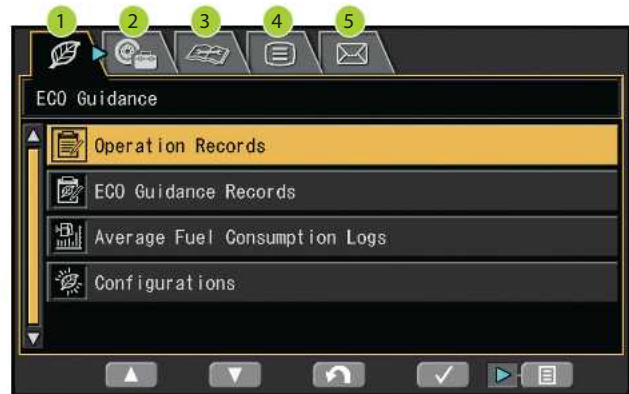 1 2 3 4 5
ECO Guidance
Operation Records
ECO Guidance Records
Average Fuel Consumption Logs
Configurations